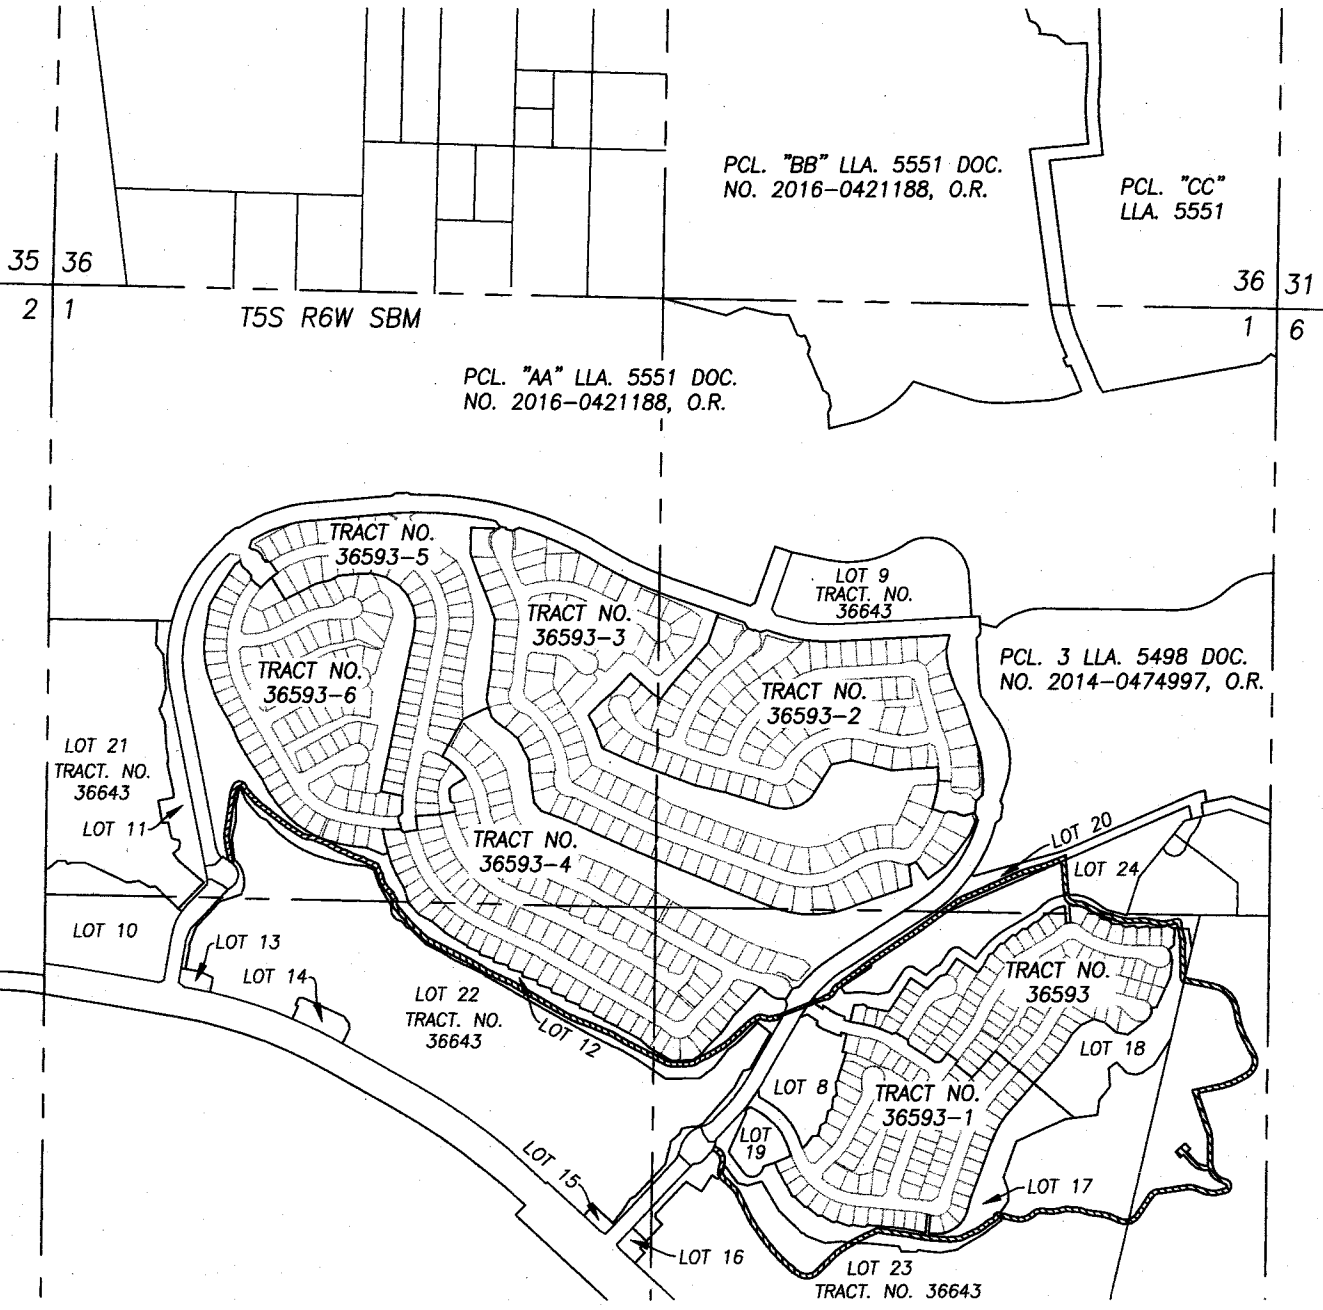 PCL. "BB" LLA. 5551 DOC.
NO. 2016-0421188, O.R.
PCL. "CC"
LLA. 5551
35 36
2 1
T5S R6W SBM
36 31
1 6
PCL. "AA" LLA. 5551 DOC.
NO. 2016-0421188, O.R.
TRACT NO.
36593-5
LOT 9
TRACT. NO.
36643
TRACT NO.
36593-3
TRACT NO.
36593-6
TRACT NO.
36593-2
PCL. 3 LLA. 5498 DOC.
NO. 2014-0474997, O.R.
LOT 21
TRACT. NO.
36643
LOT 11
TRACT NO.
36593-4
LOT 20
LOT 24
LOT 10
LOT 13
LOT 14
LOT 22
TRACT. NO.
36643
LOT 12
TRACT NO.
36593
LOT 18
LOT 8
TRACT NO.
36593-1
LOT
19
LOT 15
LOT 17
LOT 16
LOT 23
TRACT. NO. 36643